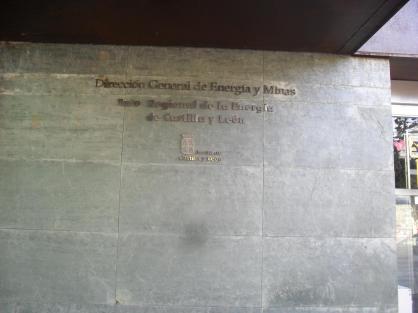 Dirección General de Energía y Minas
Ente Regional de la Energía
de Castilla y León